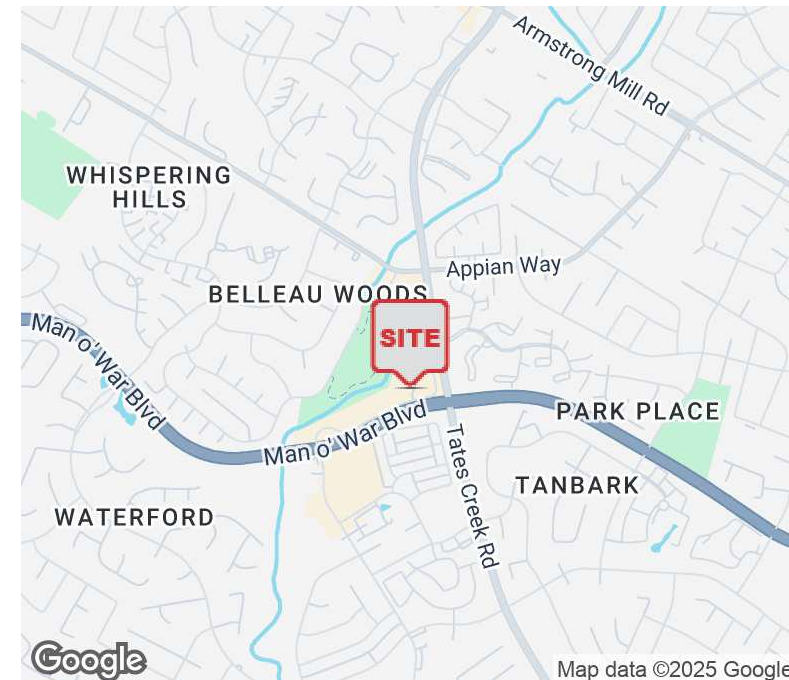 Armstrong Mill Rd
WHISPERING
HILLS
Appian Way
BELLEAU WOODS
SITE
Man o' War Blvd
Man o' War Blvd
PARK PLACE
Tates Creek Rd
TANBARK
WATERFORD
Google
Map data ©2025 Google